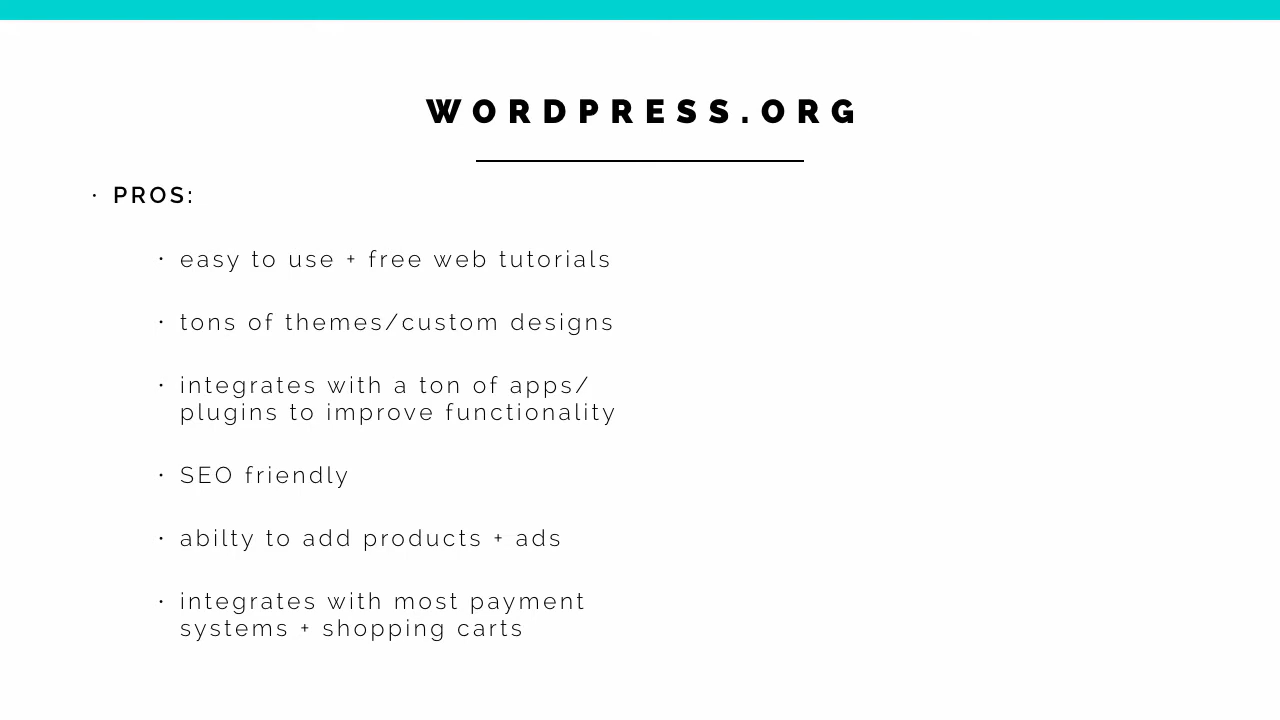 WORDPRESS.ORG
· PROS:
· easy to use + free web tutorials
· tons of themes/custom designs
· integrates with a ton of apps/
plugins to improve functionality
· SEO friendly
· abilty to add products + ads
· integrates with most payment
systems + shopping carts